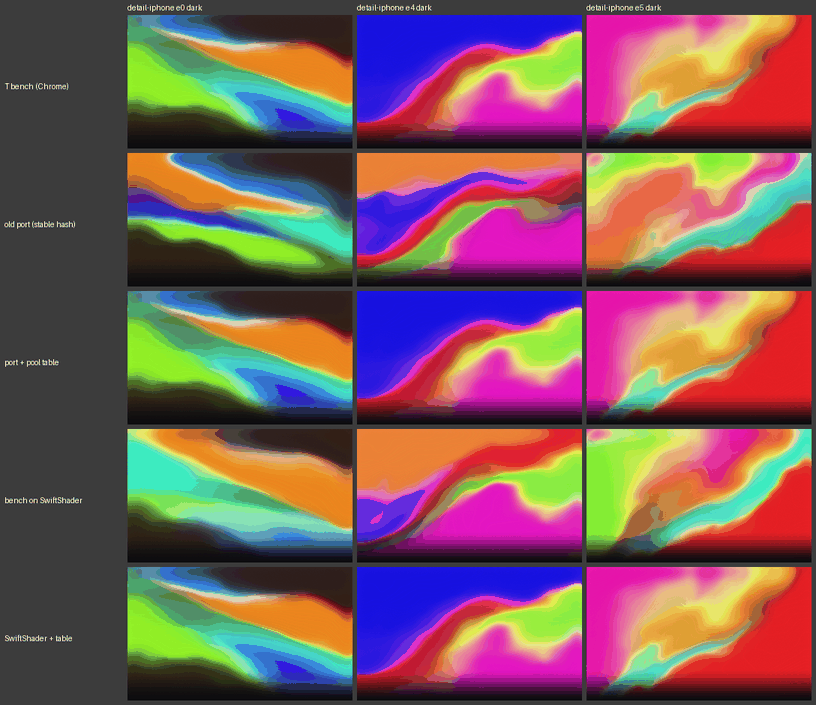 detail-iphone e0 dark
detail-iphone e4 dark
detail-iphone e5 dark
T bench (Chrome)
old port (stable hash)
port + pool table
bench on SwiftShader
SwiftShader + table